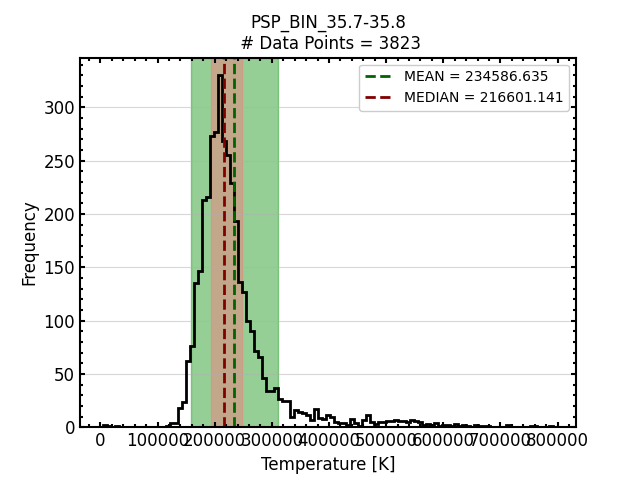 PSP_BIN_35.7-35.8
# Data Points = 3823
MEAN = 234586.635
MEDIAN = 216601.141
Frequency
300
250
200
150
100
50
0
0 100000 200000 300000 400000 500000 600000 700000 800000
Temperature [K]